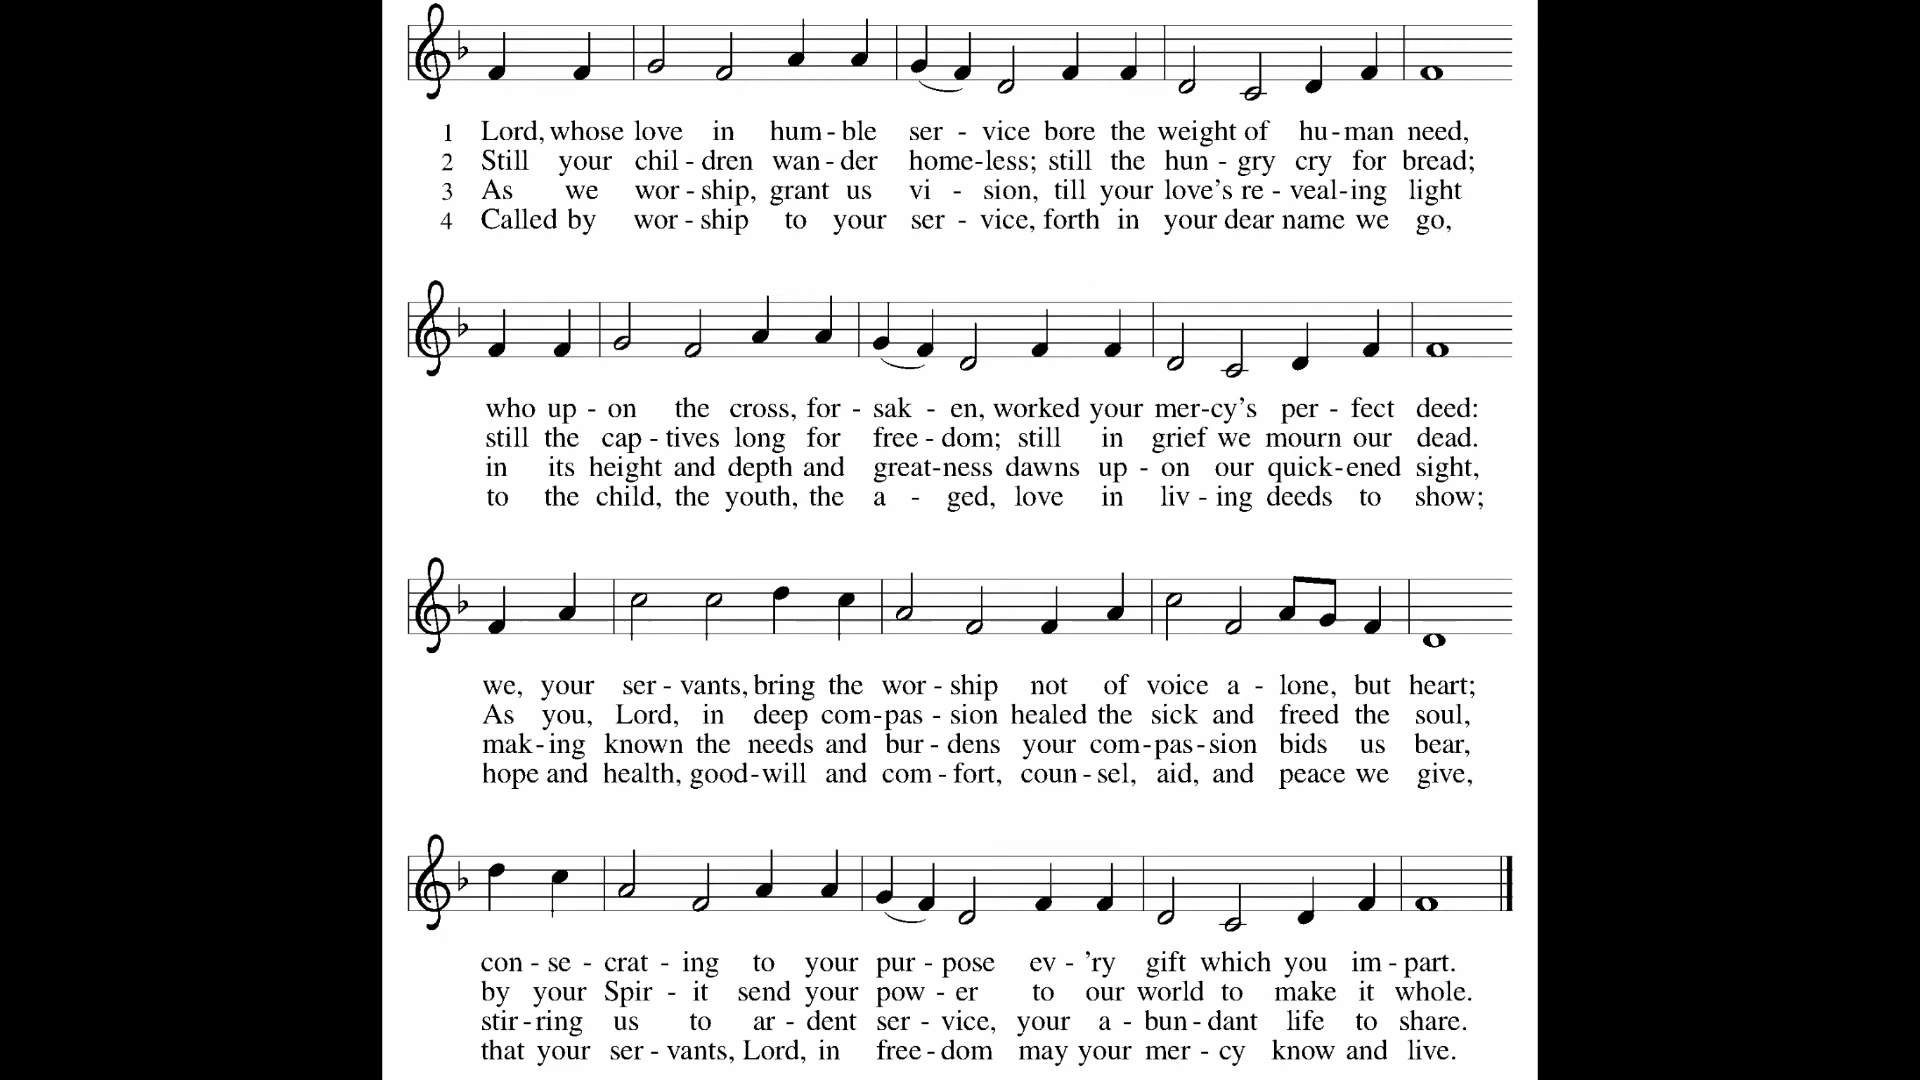 1 Lord, whose love in hum - ble ser - vice bore the weight of hu - man need,
2 Still your chil - dren wan - der home - less; still the hun - gry cry for bread;
3 As we wor - ship, grant us vi - sion, till your love's re - veal - ing light
4 Called by wor - ship to your ser - vice, forth in your dear name we go,
who up - on the cross, for - sak - en, worked your mer - cy's per - fect deed:
still the cap - tives long for free - dom; still in grief we mourn our dead.
in its height and depth and great - ness dawns up - on our quick - ened sight,
to the child, the youth, the a - ged, love in liv - ing deeds to show;
we, your ser - vants, bring the wor - ship not of voice a - lone, but heart;
As you, Lord, in deep com - pas - sion healed the sick and freed the soul,
mak - ing known the needs and bur - dens your com - pas - sion bids us bear,
hope and health, good - will and com - fort, coun - sel, aid, and peace we give,
con - se - crat - ing to your pur - pose ev - 'ry gift which you im - part.
by your Spir - it send your pow - er to our world to make it whole.
stir - ring us to ar - dent ser - vice, your a - bun - dant life to share.
that your ser - vants, Lord, in free - dom may your mer - cy know and live.